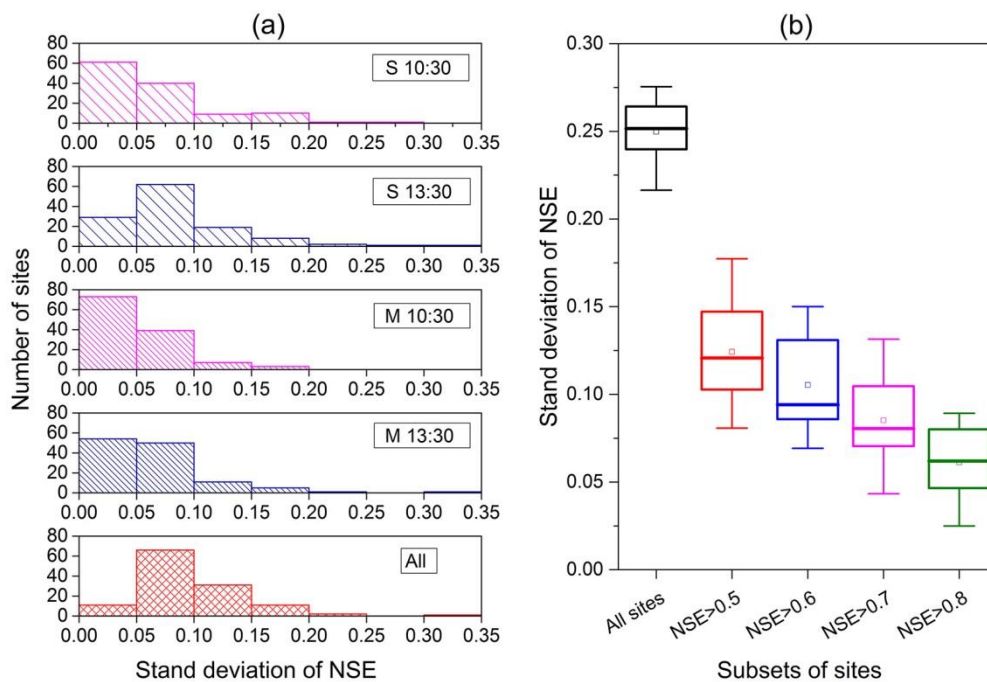 (a)
Number of sites
80
60
40
20
0
S 10:30
0.00 0.05 0.10 0.15 0.20 0.25 0.30 0.35
80
60
40
20
0
S 13:30
0.00 0.05 0.10 0.15 0.20 0.25 0.30 0.35
80
60
40
20
0
M 10:30
0.00 0.05 0.10 0.15 0.20 0.25 0.30 0.35
80
60
40
20
0
M 13:30
0.00 0.05 0.10 0.15 0.20 0.25 0.30 0.35
80
60
40
20
0
All
0.00 0.05 0.10 0.15 0.20 0.25 0.30 0.35
Stand deviation of NSE
(b)
Stand deviation of NSE
0.30
0.25
0.20
0.15
0.10
0.05
0.00
All sites NSE>0.5 NSE>0.6 NSE>0.7 NSE>0.8
Subsets of sites